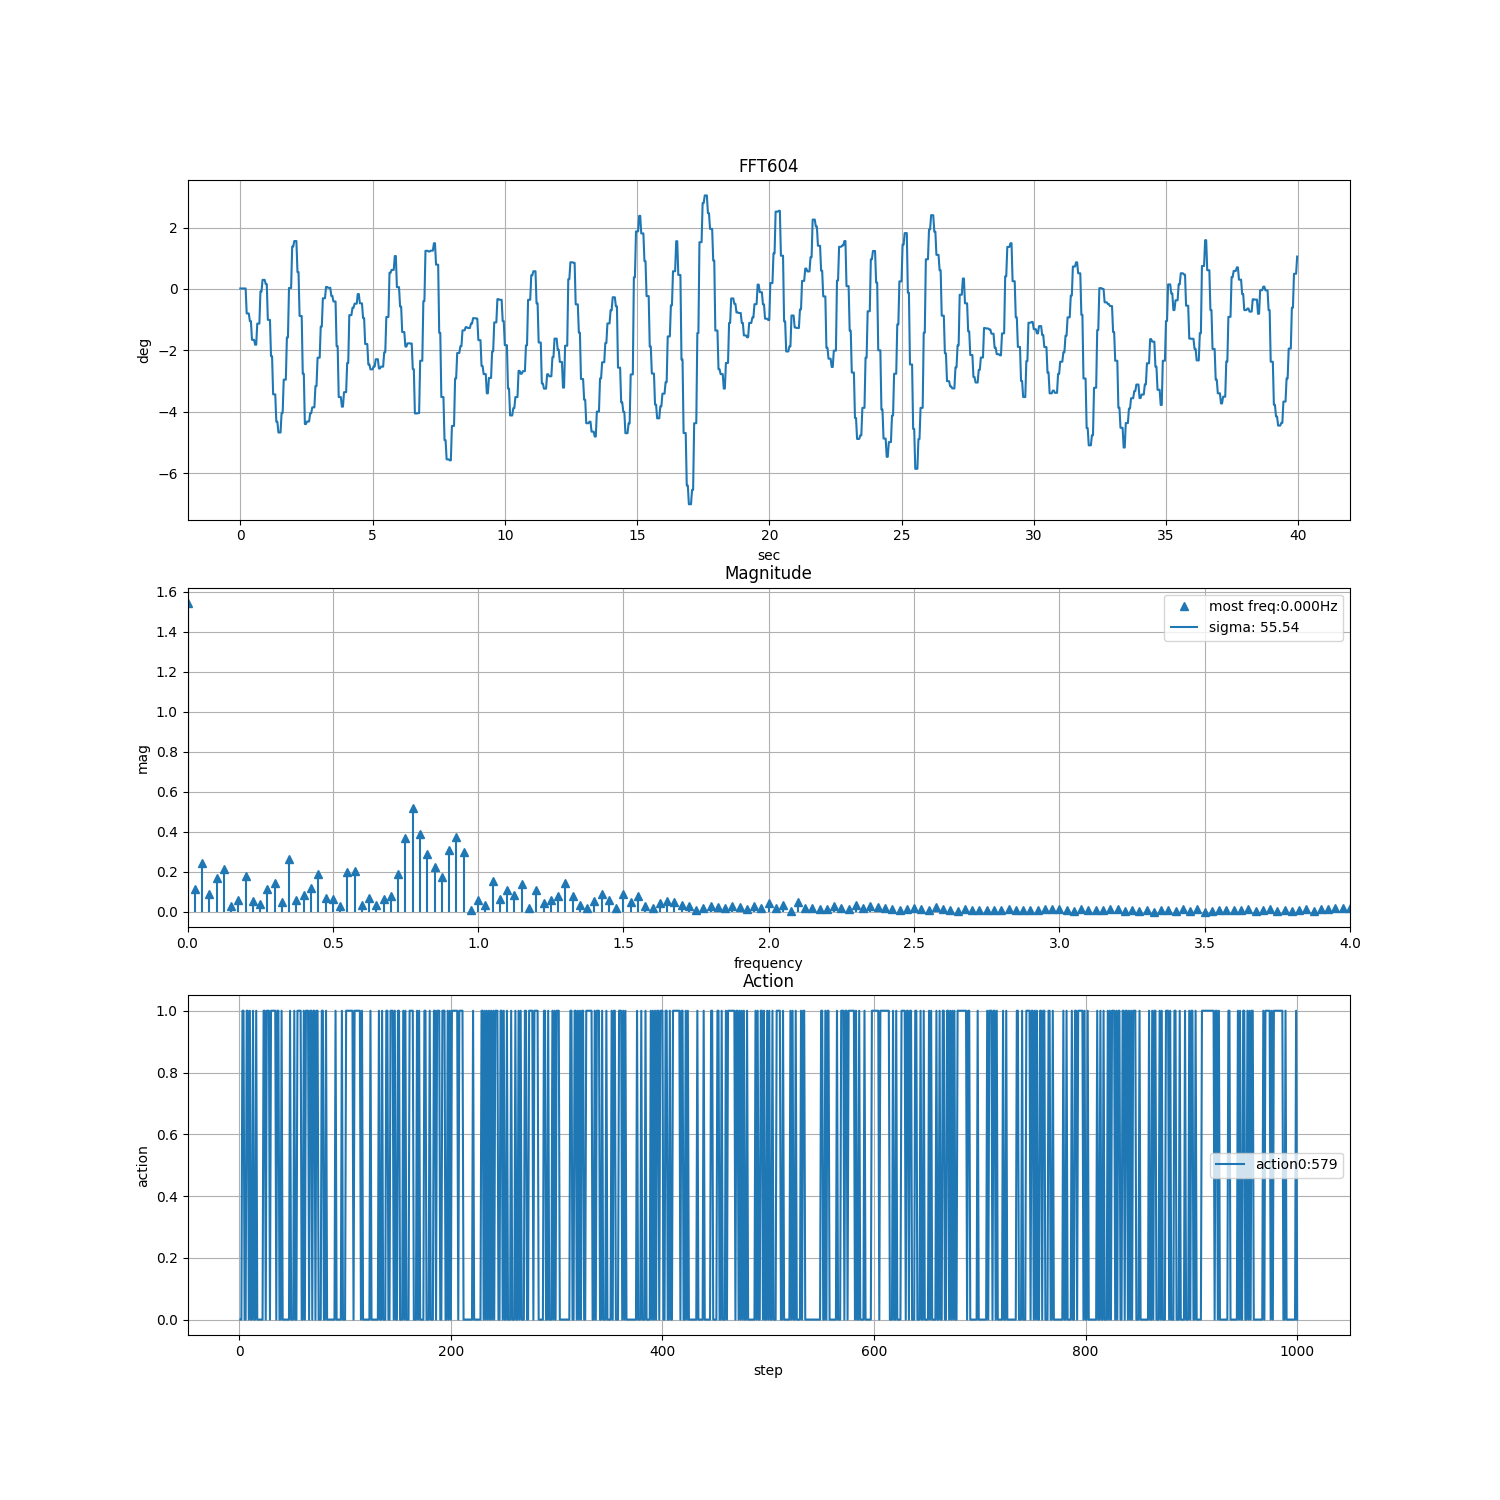 FFT604
2
0
−2
−4
−6
deg
0 5 10 15 20 25 30 35 40
sec
Magnitude
1.6
1.4
1.2
1.0
0.8
0.6
0.4
0.2
0.0
mag
most freq:0.000Hz
sigma: 55.54
0.0 0.5 1.0 1.5 2.0 2.5 3.0 3.5 4.0
frequency
Action
1.0
0.8
0.6
0.4
0.2
0.0
action
action0:579
0 200 400 600 800 1000
step